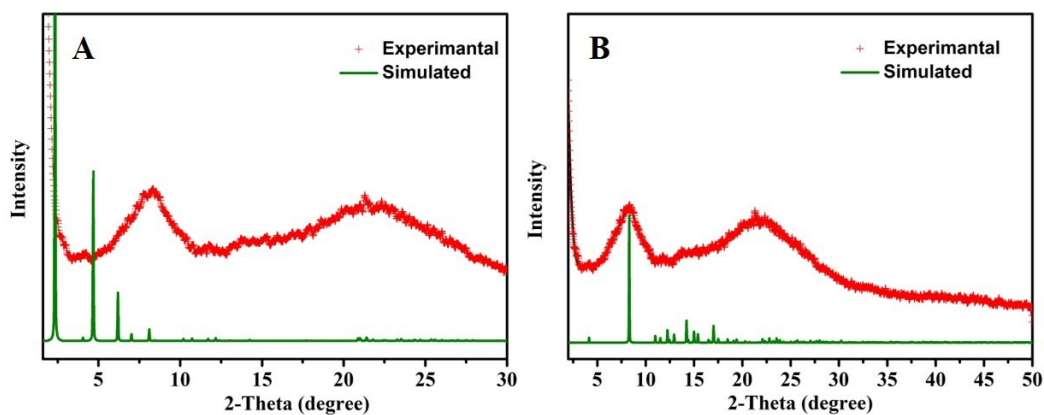 A
Experimantal
Simulated
Intensity
5 10 15 20 25 30
2-Theta (degree)
B
Experimantal
Simulated
Intensity
5 10 15 20 25 30 35 40 45 50
2-Theta (degree)